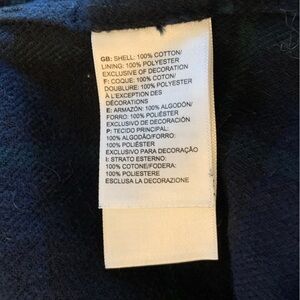 GB: SHELL: 100% COTTON/
LINING: 100% POLYESTER
EXCLUSIVE OF DECORATION
F: COQUE: 100% COTON/
DOUBLURE: 100% POLYESTER
À L'EXCEPTION DES
DÉCORATIONS
E: ARMAZÓN: 100% ALGODÓN/
FORRO: 100% POLIÉSTER
EXCLUSIVO DE DECORACIÓN
P: TECIDO PRINCIPAL:
100% ALGODÃO/FORRO:
100% POLIÉSTER
EXCLUSIVO PARA DECORAÇÃO
I: STRATO ESTERNO:
100% COTONE/FODERA:
100% POLIESTERE
ESCLUSA LA DECORAZIONE